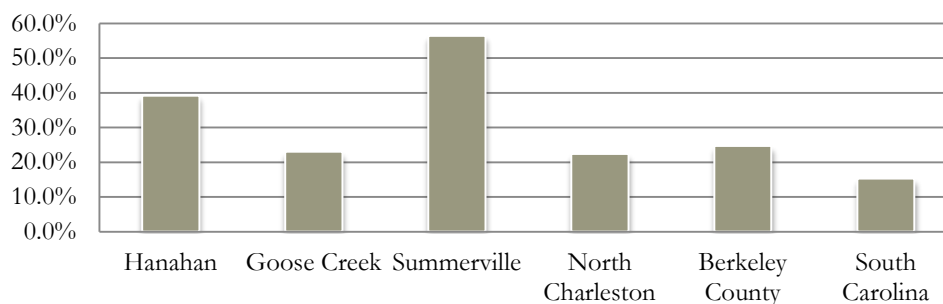 60.0%
50.0%
40.0%
30.0%
20.0%
10.0%
0.0%
Hanahan
Goose Creek
Summerville
North
Charleston
Berkeley
County
South
Carolina